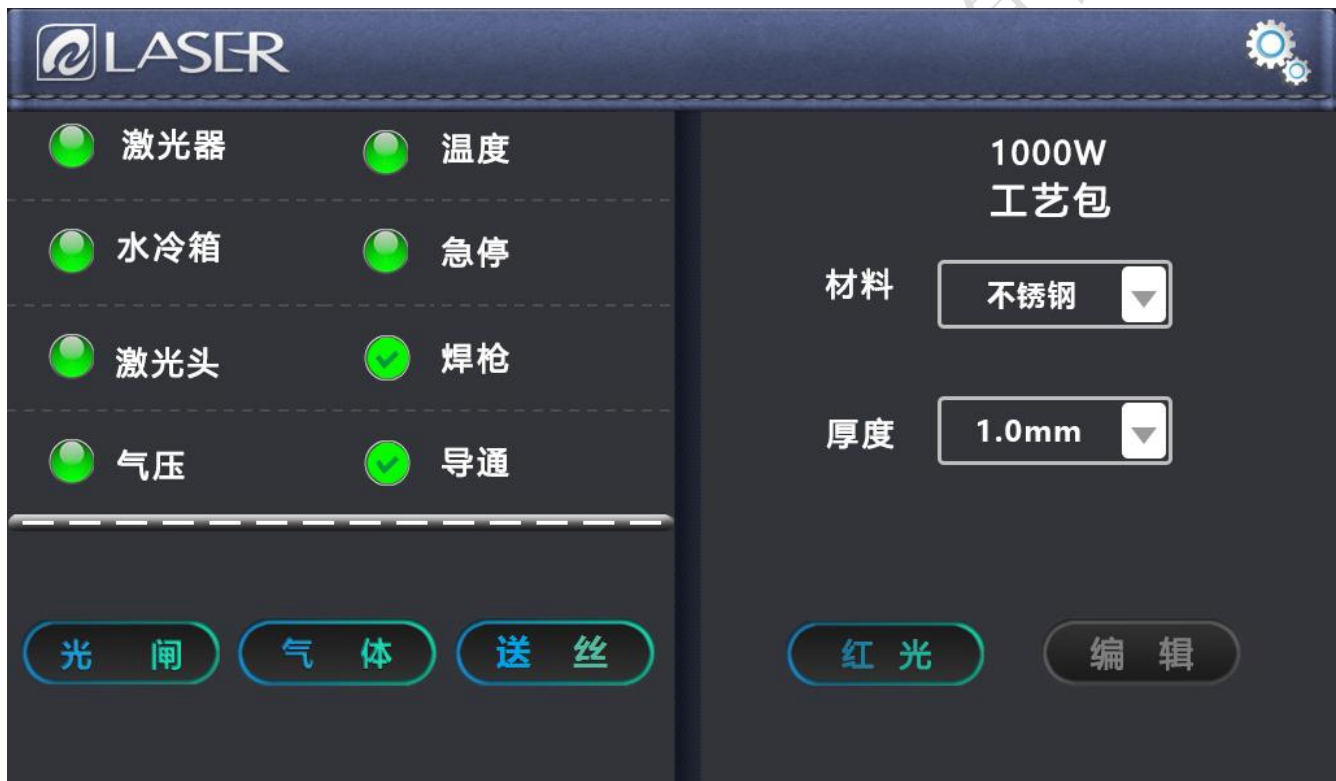 LASER
激光器 温度
水冷箱 急停
激光头 焊枪
气压 导通
光闸 气体 送丝
1000W
工艺包
材料 不锈钢
厚度 1.0mm
红光 编辑